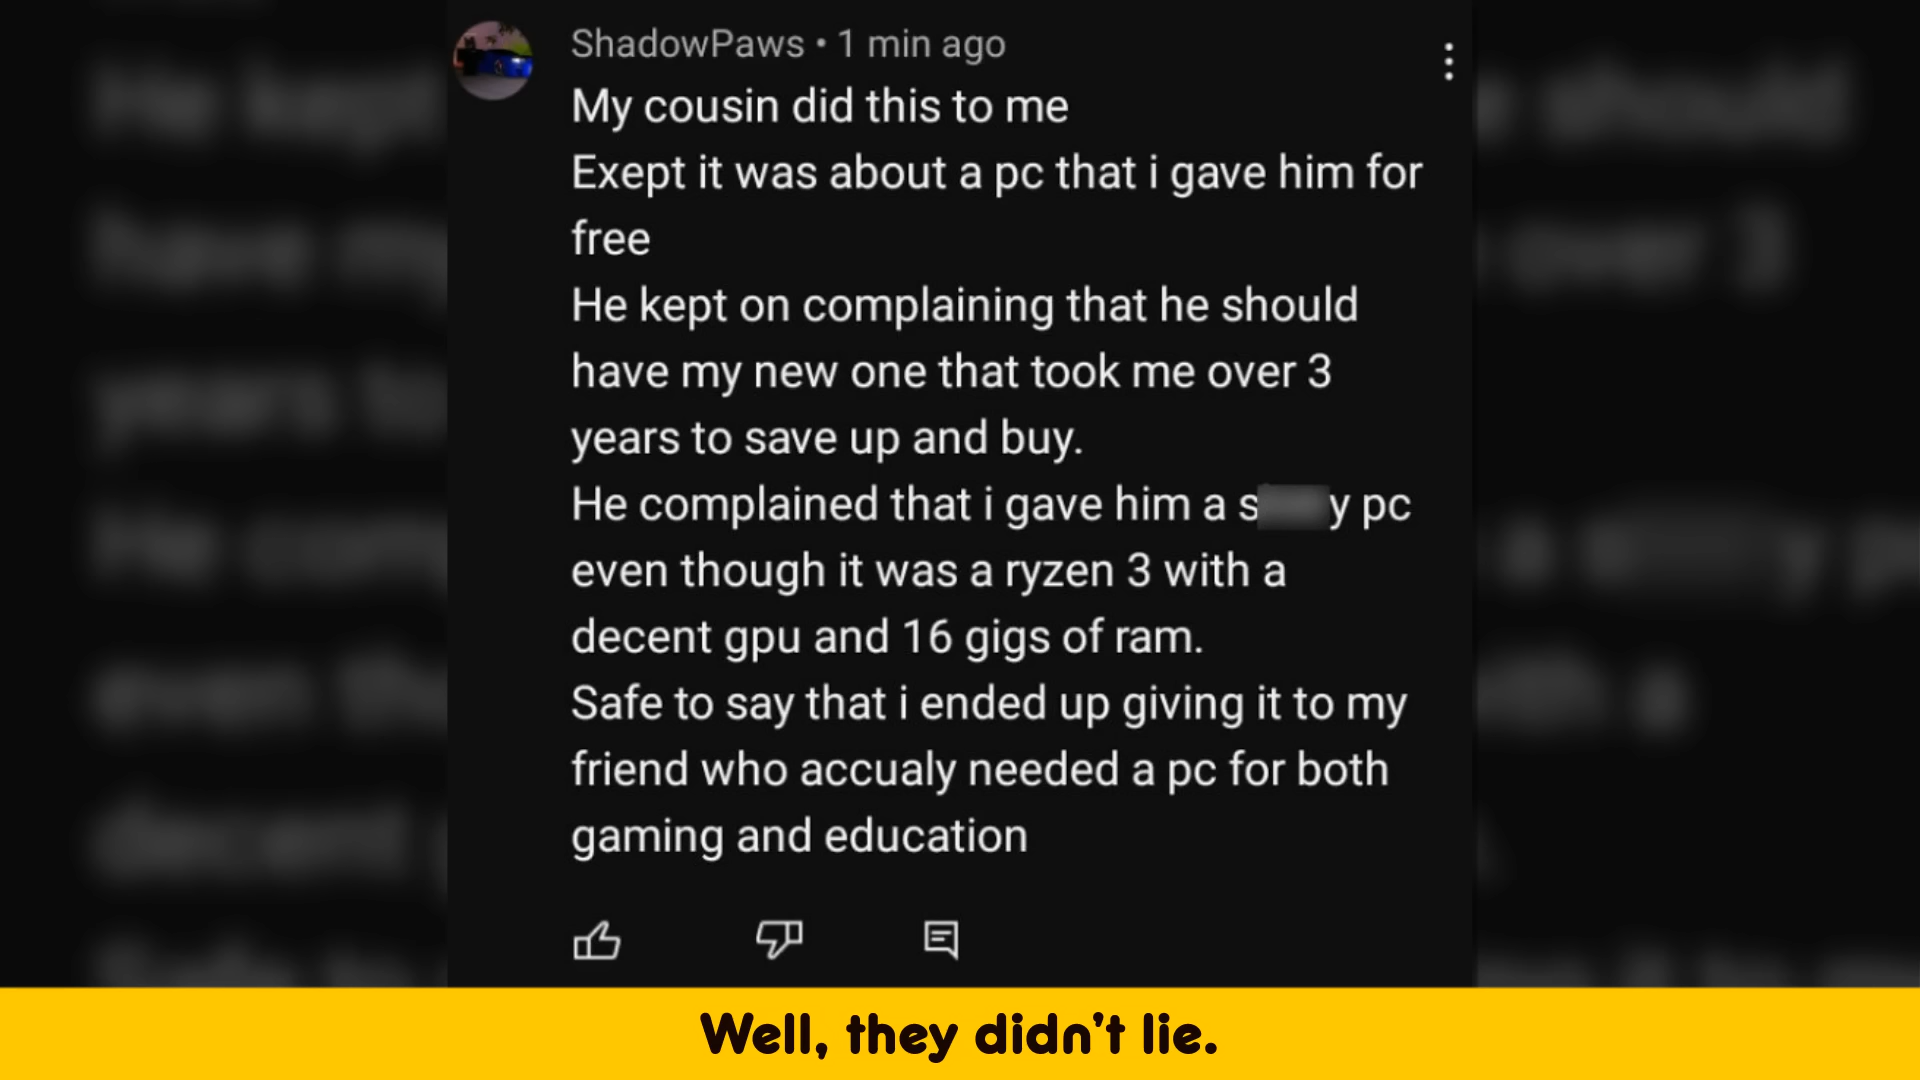 ShadowPaws • 1 min ago
My cousin did this to me
Exept it was about a pc that i gave him for
free
He kept on complaining that he should
have my new one that took me over 3
years to save up and buy.
He complained that i gave him a s y pc
even though it was a ryzen 3 with a
decent gpu and 16 gigs of ram.
Safe to say that i ended up giving it to my
friend who accualy needed a pc for both
gaming and education
Well, they didn't lie.